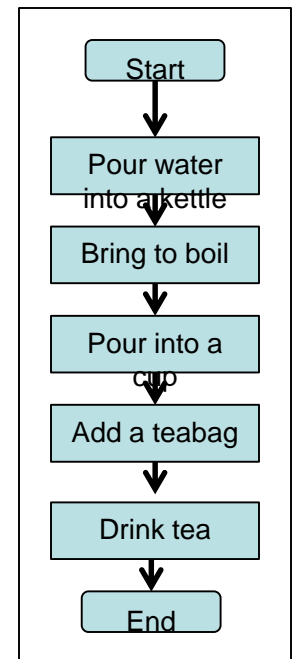 Start
Pour water
into a kettle
Bring to boil
Pour into a
cup
Add a teabag
Drink tea
End